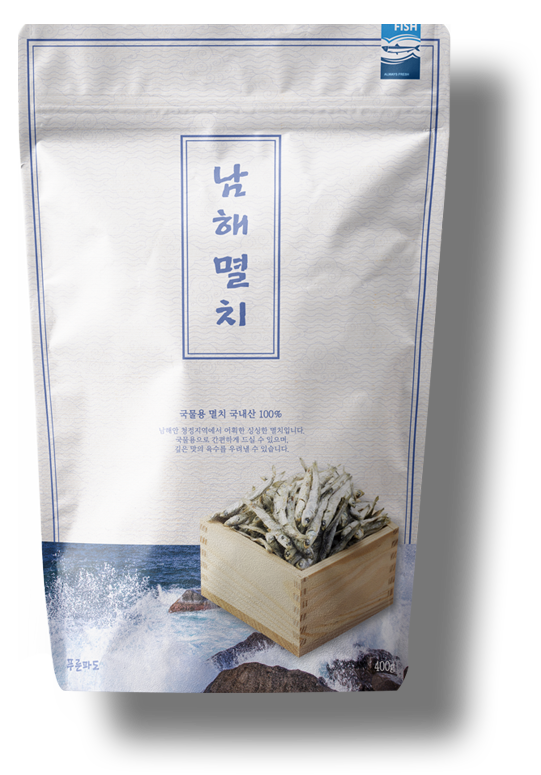 FISH
ALWAYS FRESH
남해멸치
국물용 멸치 국내산 100%
남해안 청정지역에서 어획한 싱싱한 멸치입니다.
국물용으로 간편하게 드실 수 있으며,
깊은 맛의 육수를 우려낼 수 있습니다.
푸른파도
400g